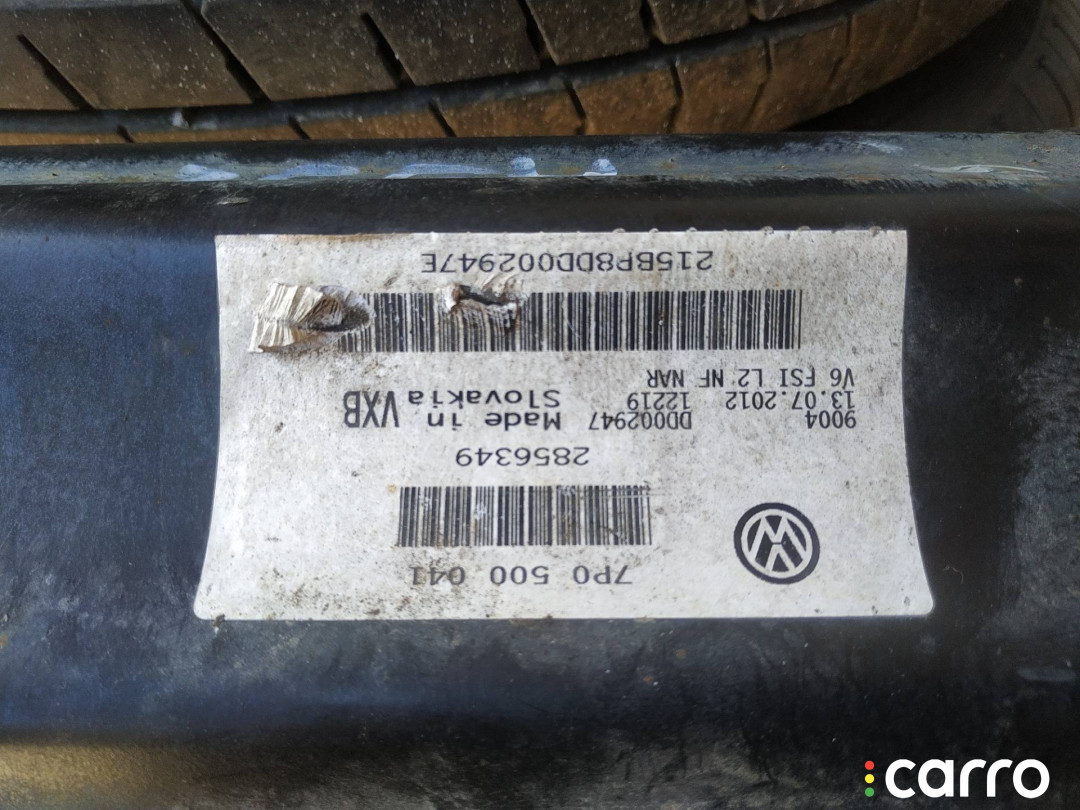 7P0 500 041
2856349
9004 DD002947 Made in VXB
13.07.2012 12219 Slovakia
V6 FSI L2 NF NAR
215BP8DD002947E
carro